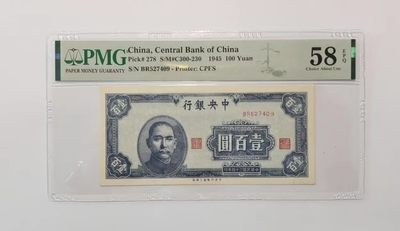 PMG
PAPER MONEY GUARANTY
China, Central Bank of China
Pick# 278 S/M#C300-230 1945 100 Yuan
S/N BR527409 - Printer: CPFS
58 EPQ
Choice About Unc
行銀央中
BR527409
圓百壹